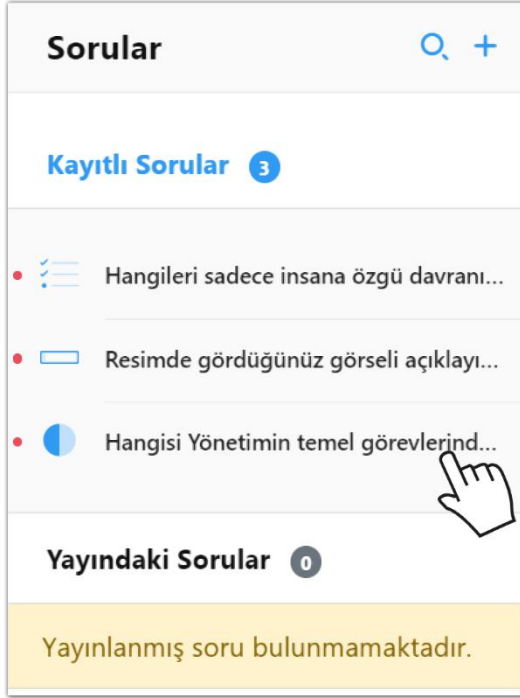 Sorular
Kayıtlı Sorular 3
Hangileri sadece insana özgü davranı...
Resimde gördüğünüz görseli açıklayı...
Hangisi Yönetimin temel görevlerind...
Yayındaki Sorular 0
Yayınlanmış soru bulunmamaktadır.